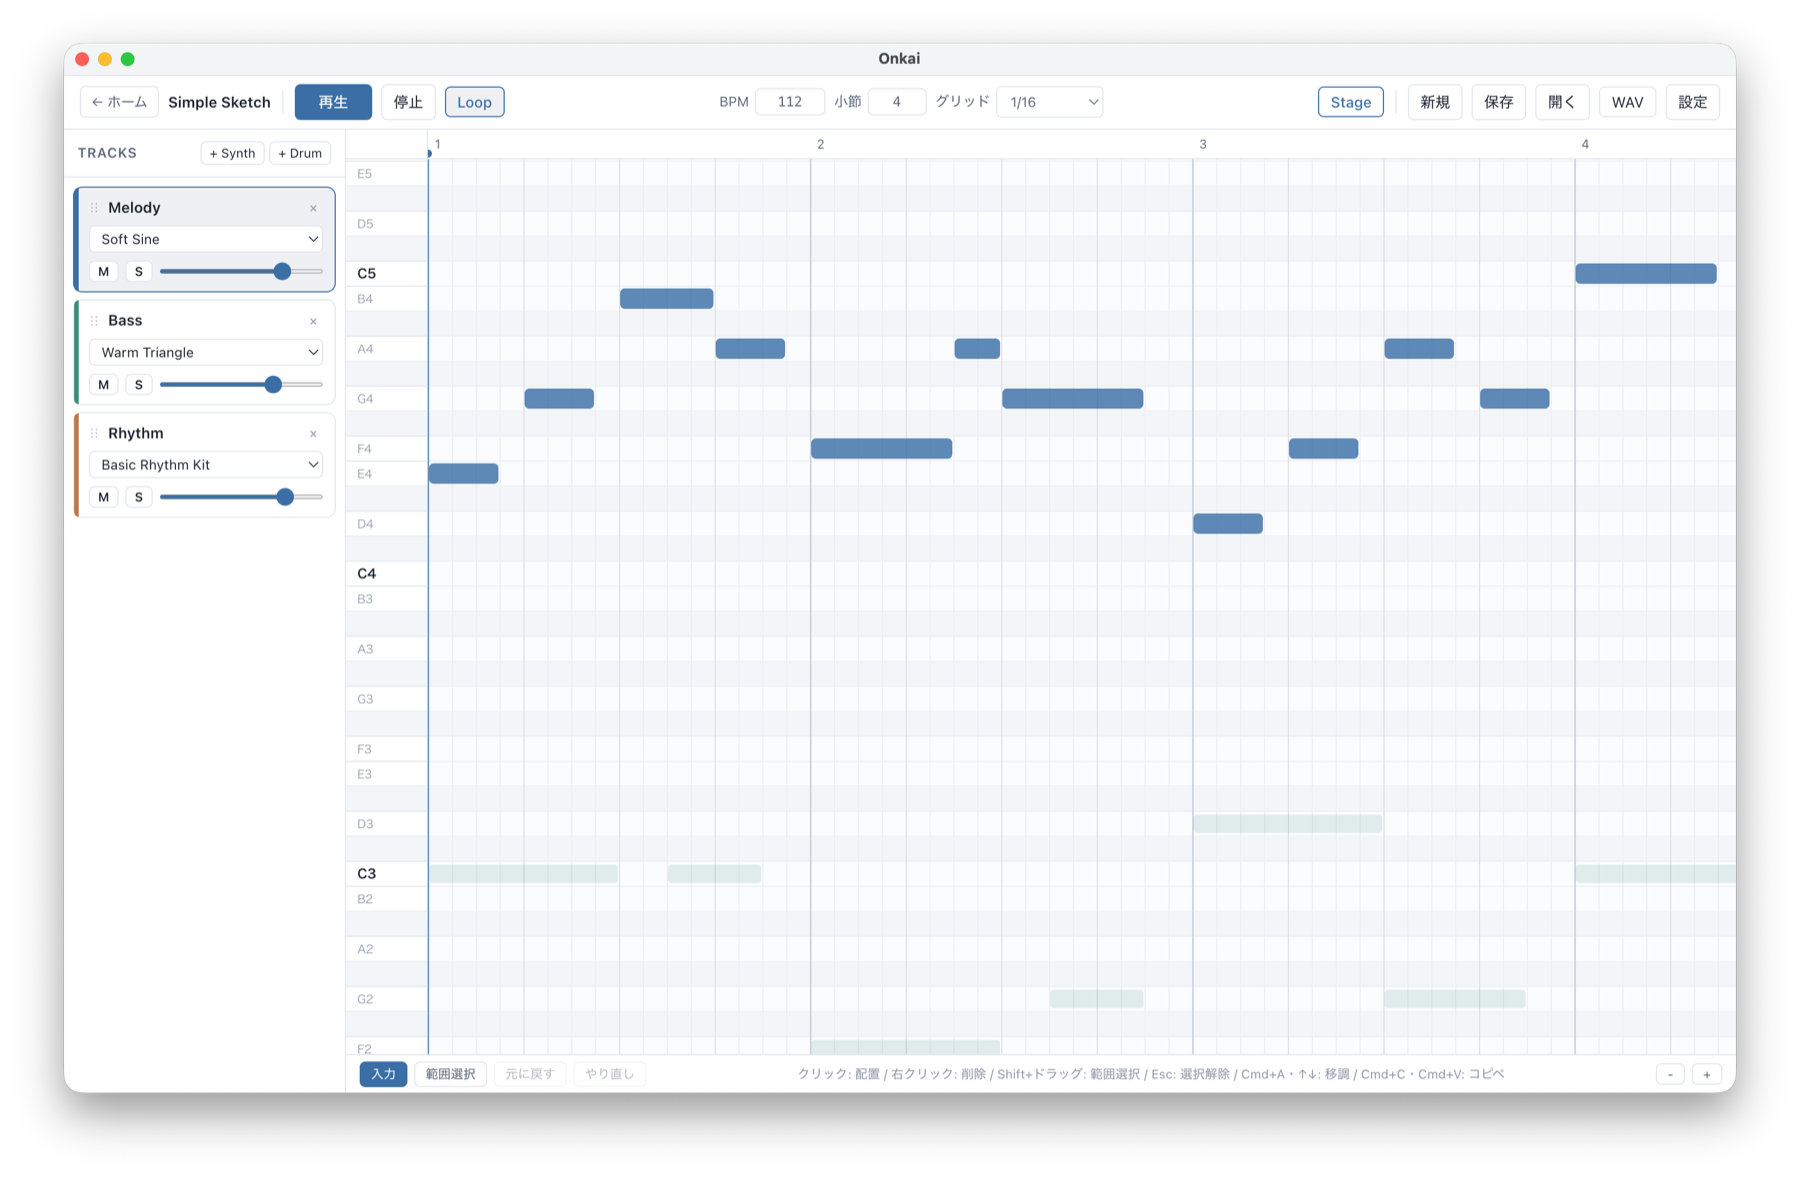 Onkai
← ホーム Simple Sketch 再生 停止 Loop BPM 112 小節 4 グリッド 1/16 Stage 新規 保存 開く WAV 設定
TRACKS + Synth + Drum
1 2 3 4
Melody ×
Soft Sine
M S
Bass ×
Warm Triangle
M S
Rhythm ×
Basic Rhythm Kit
M S
E5
D5
C5
B4
A4
G4
F4
E4
D4
C4
B3
A3
G3
F3
E3
D3
C3
B2
A2
G2
F2
入力 範囲選択 元に戻す やり直し クリック: 配置 / 右クリック: 削除 / Shift+ドラッグ: 範囲選択 / Esc: 選択解除 / Cmd+A・↑↓: 移調 / Cmd+C・Cmd+V: コピペ - +